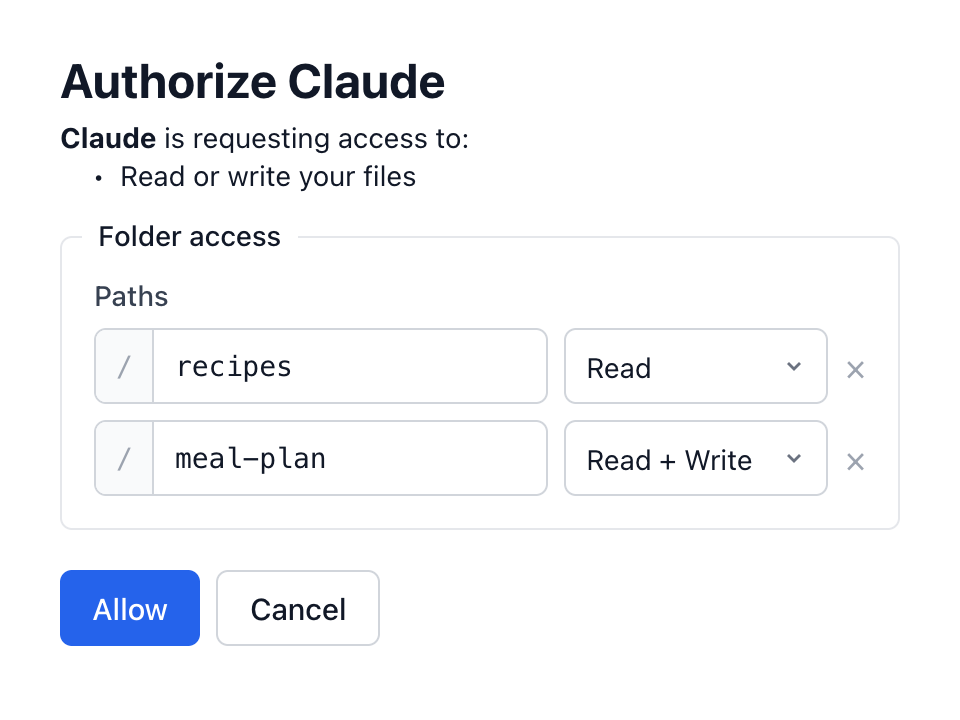 Authorize Claude
Claude is requesting access to:
• Read or write your files
Folder access
Paths
/ recipes Read ×
/ meal-plan Read + Write ×
Allow Cancel